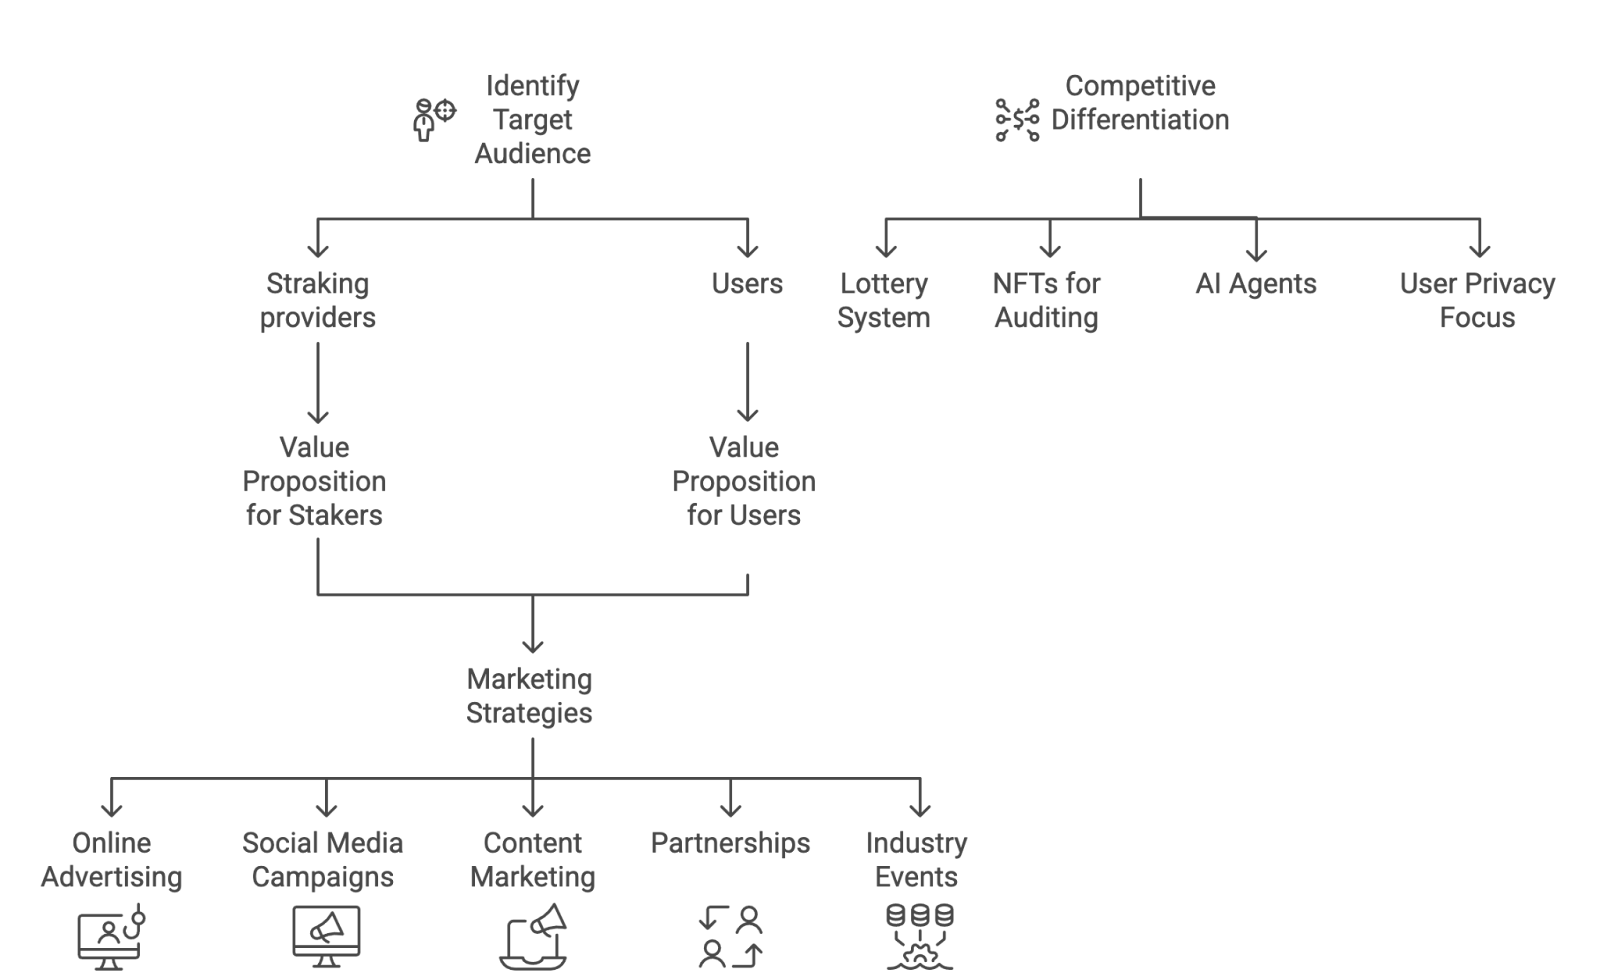 Identify
Target
Audience
Competitive
Differentiation
Straking
providers
Users
Lottery
System
NFTs for
Auditing
AI Agents
User Privacy
Focus
Value
Proposition
for Stakers
Value
Proposition
for Users
Marketing
Strategies
Online
Advertising
Social Media
Campaigns
Content
Marketing
Partnerships
Industry
Events